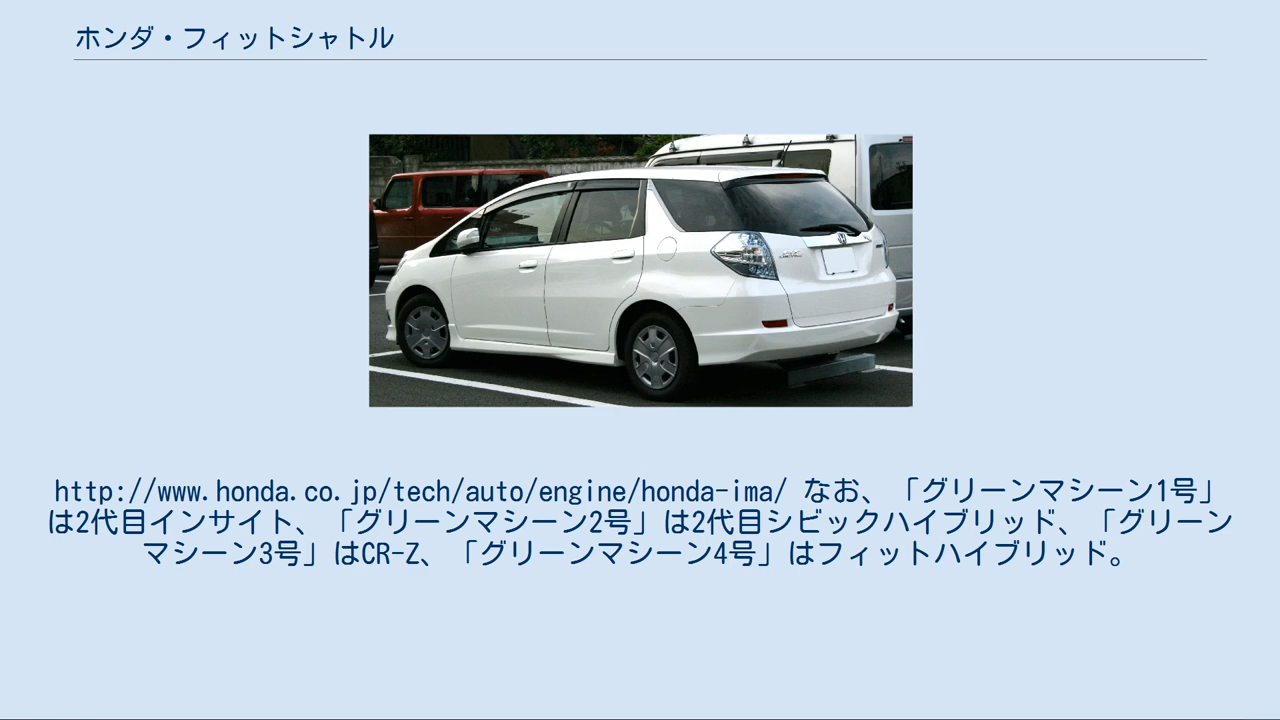 ホンダ・フィットシャトル
http://www.honda.co.jp/tech/auto/engine/honda-ima/ なお、「グリーンマシーン1号」
は2代目インサイト、「グリーンマシーン2号」は2代目シビックハイブリッド、「グリーン
マシーン3号」はCR-Z、「グリーンマシーン4号」はフィットハイブリッド。